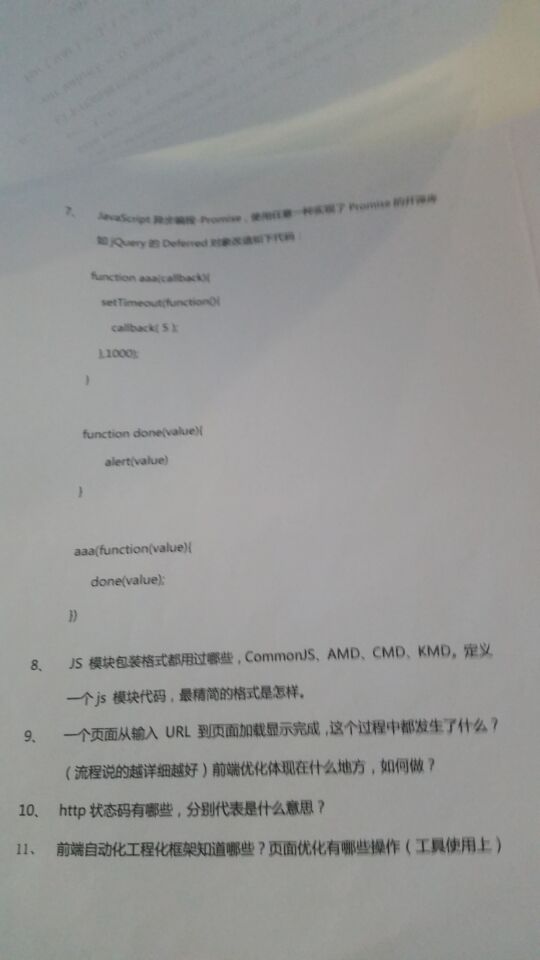 7、 JavaScript 异步编程-Promise，使用任意一种实现了 Promise 的开源库
如 jQuery 的 Deferred 对象改造如下代码：
function aaa(callback){
setTimeout(function(){
callback( 5 );
},1000);
}
function done(value){
alert(value)
}
aaa(function(value){
done(value);
})
8、 JS 模块包装格式都用过哪些，CommonJS、AMD、CMD、KMD。定义
一个 js 模块代码，最精简的格式是怎样。
9、 一个页面从输入 URL 到页面加载显示完成，这个过程中都发生了什么？
（流程说的越详细越好）前端优化体现在什么地方，如何做？
10、 http 状态码有哪些，分别代表是什么意思？
11、 前端自动化工程化框架知道哪些？页面优化有哪些操作（工具使用上）